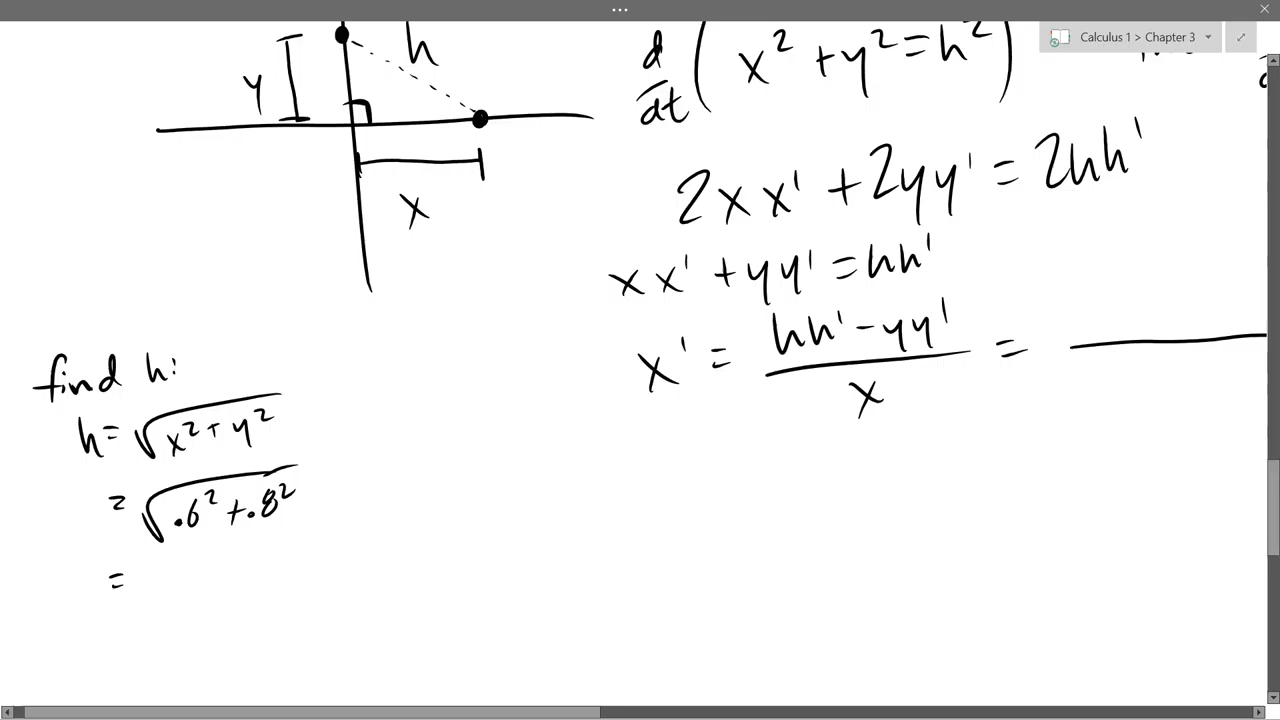 Calculus 1 > Chapter 3
y
h
x
d/dt ( x² + y² = h² )
2xx' + 2yy' = 2hh'
xx' + yy' = hh'
x' = (hh' - yy')/x =
find h:
h = √(x² + y²)
= √(.6² + .8²)
=